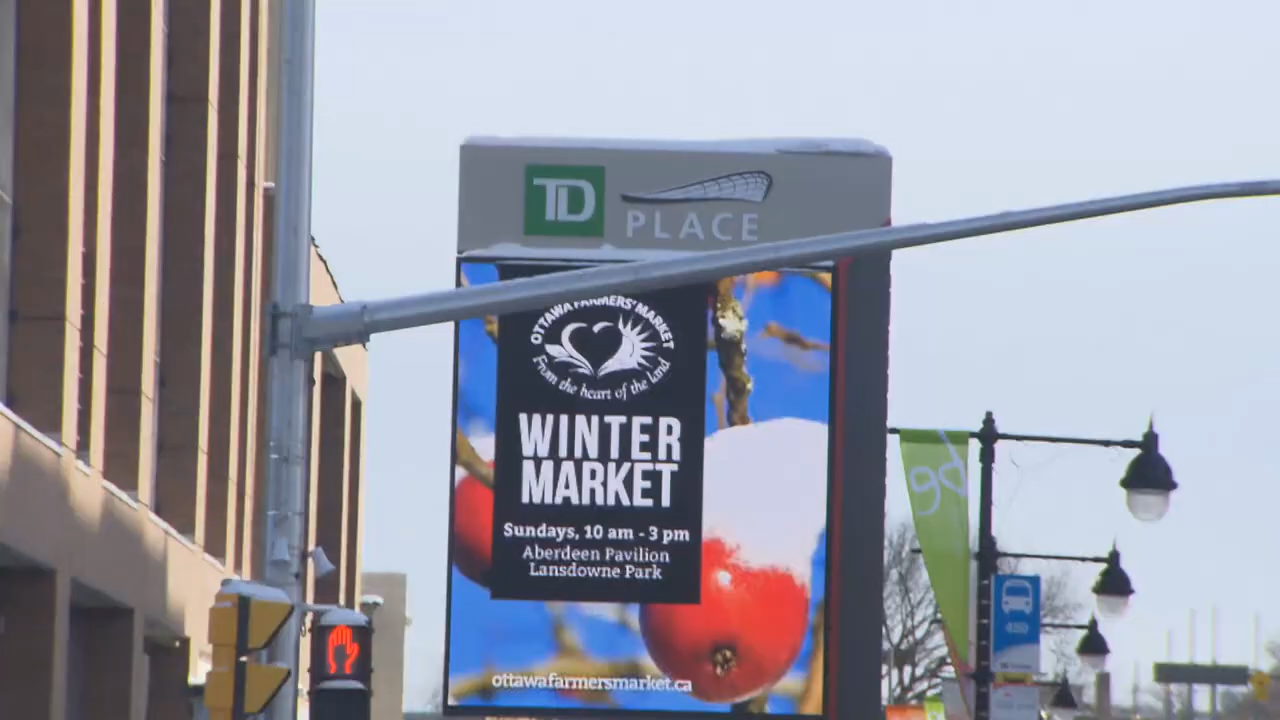 TD
PLACE
OTTAWA FARMERS' MARKET
From the heart of the land
WINTER
MARKET
Sundays, 10 am - 3 pm
Aberdeen Pavilion
Lansdowne Park
ottawafarmersmarket.ca